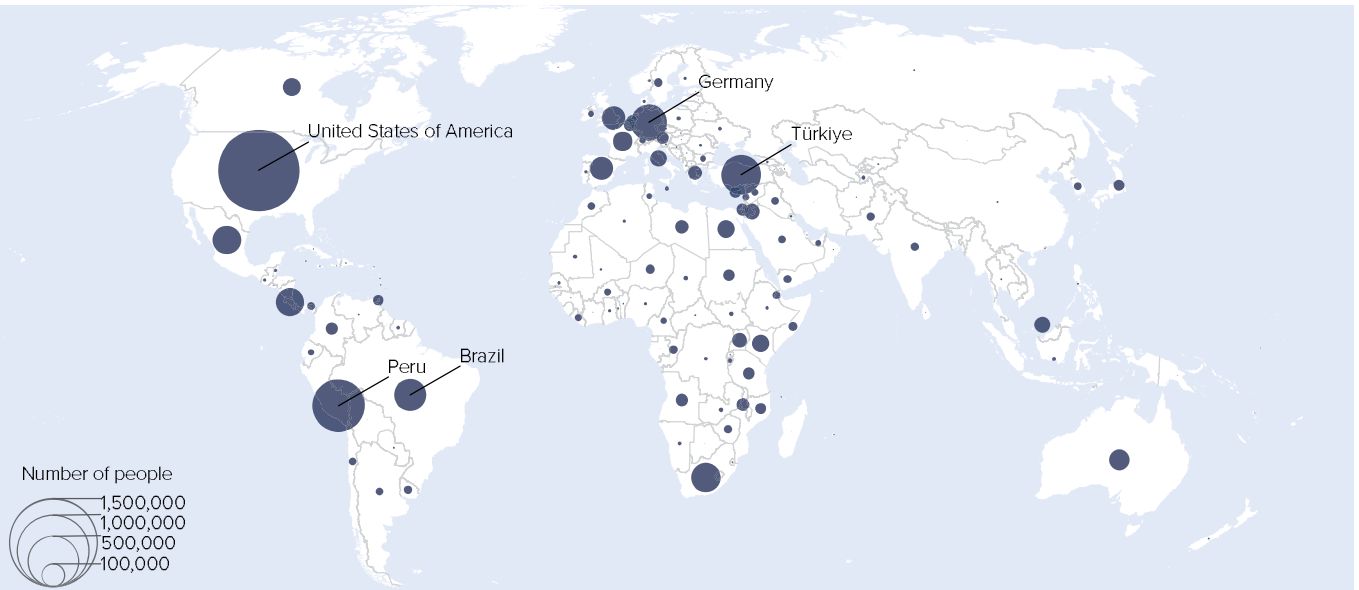 Germany
United States of America
Türkiye
Brazil
Peru
Number of people
1,500,000
1,000,000
500,000
100,000